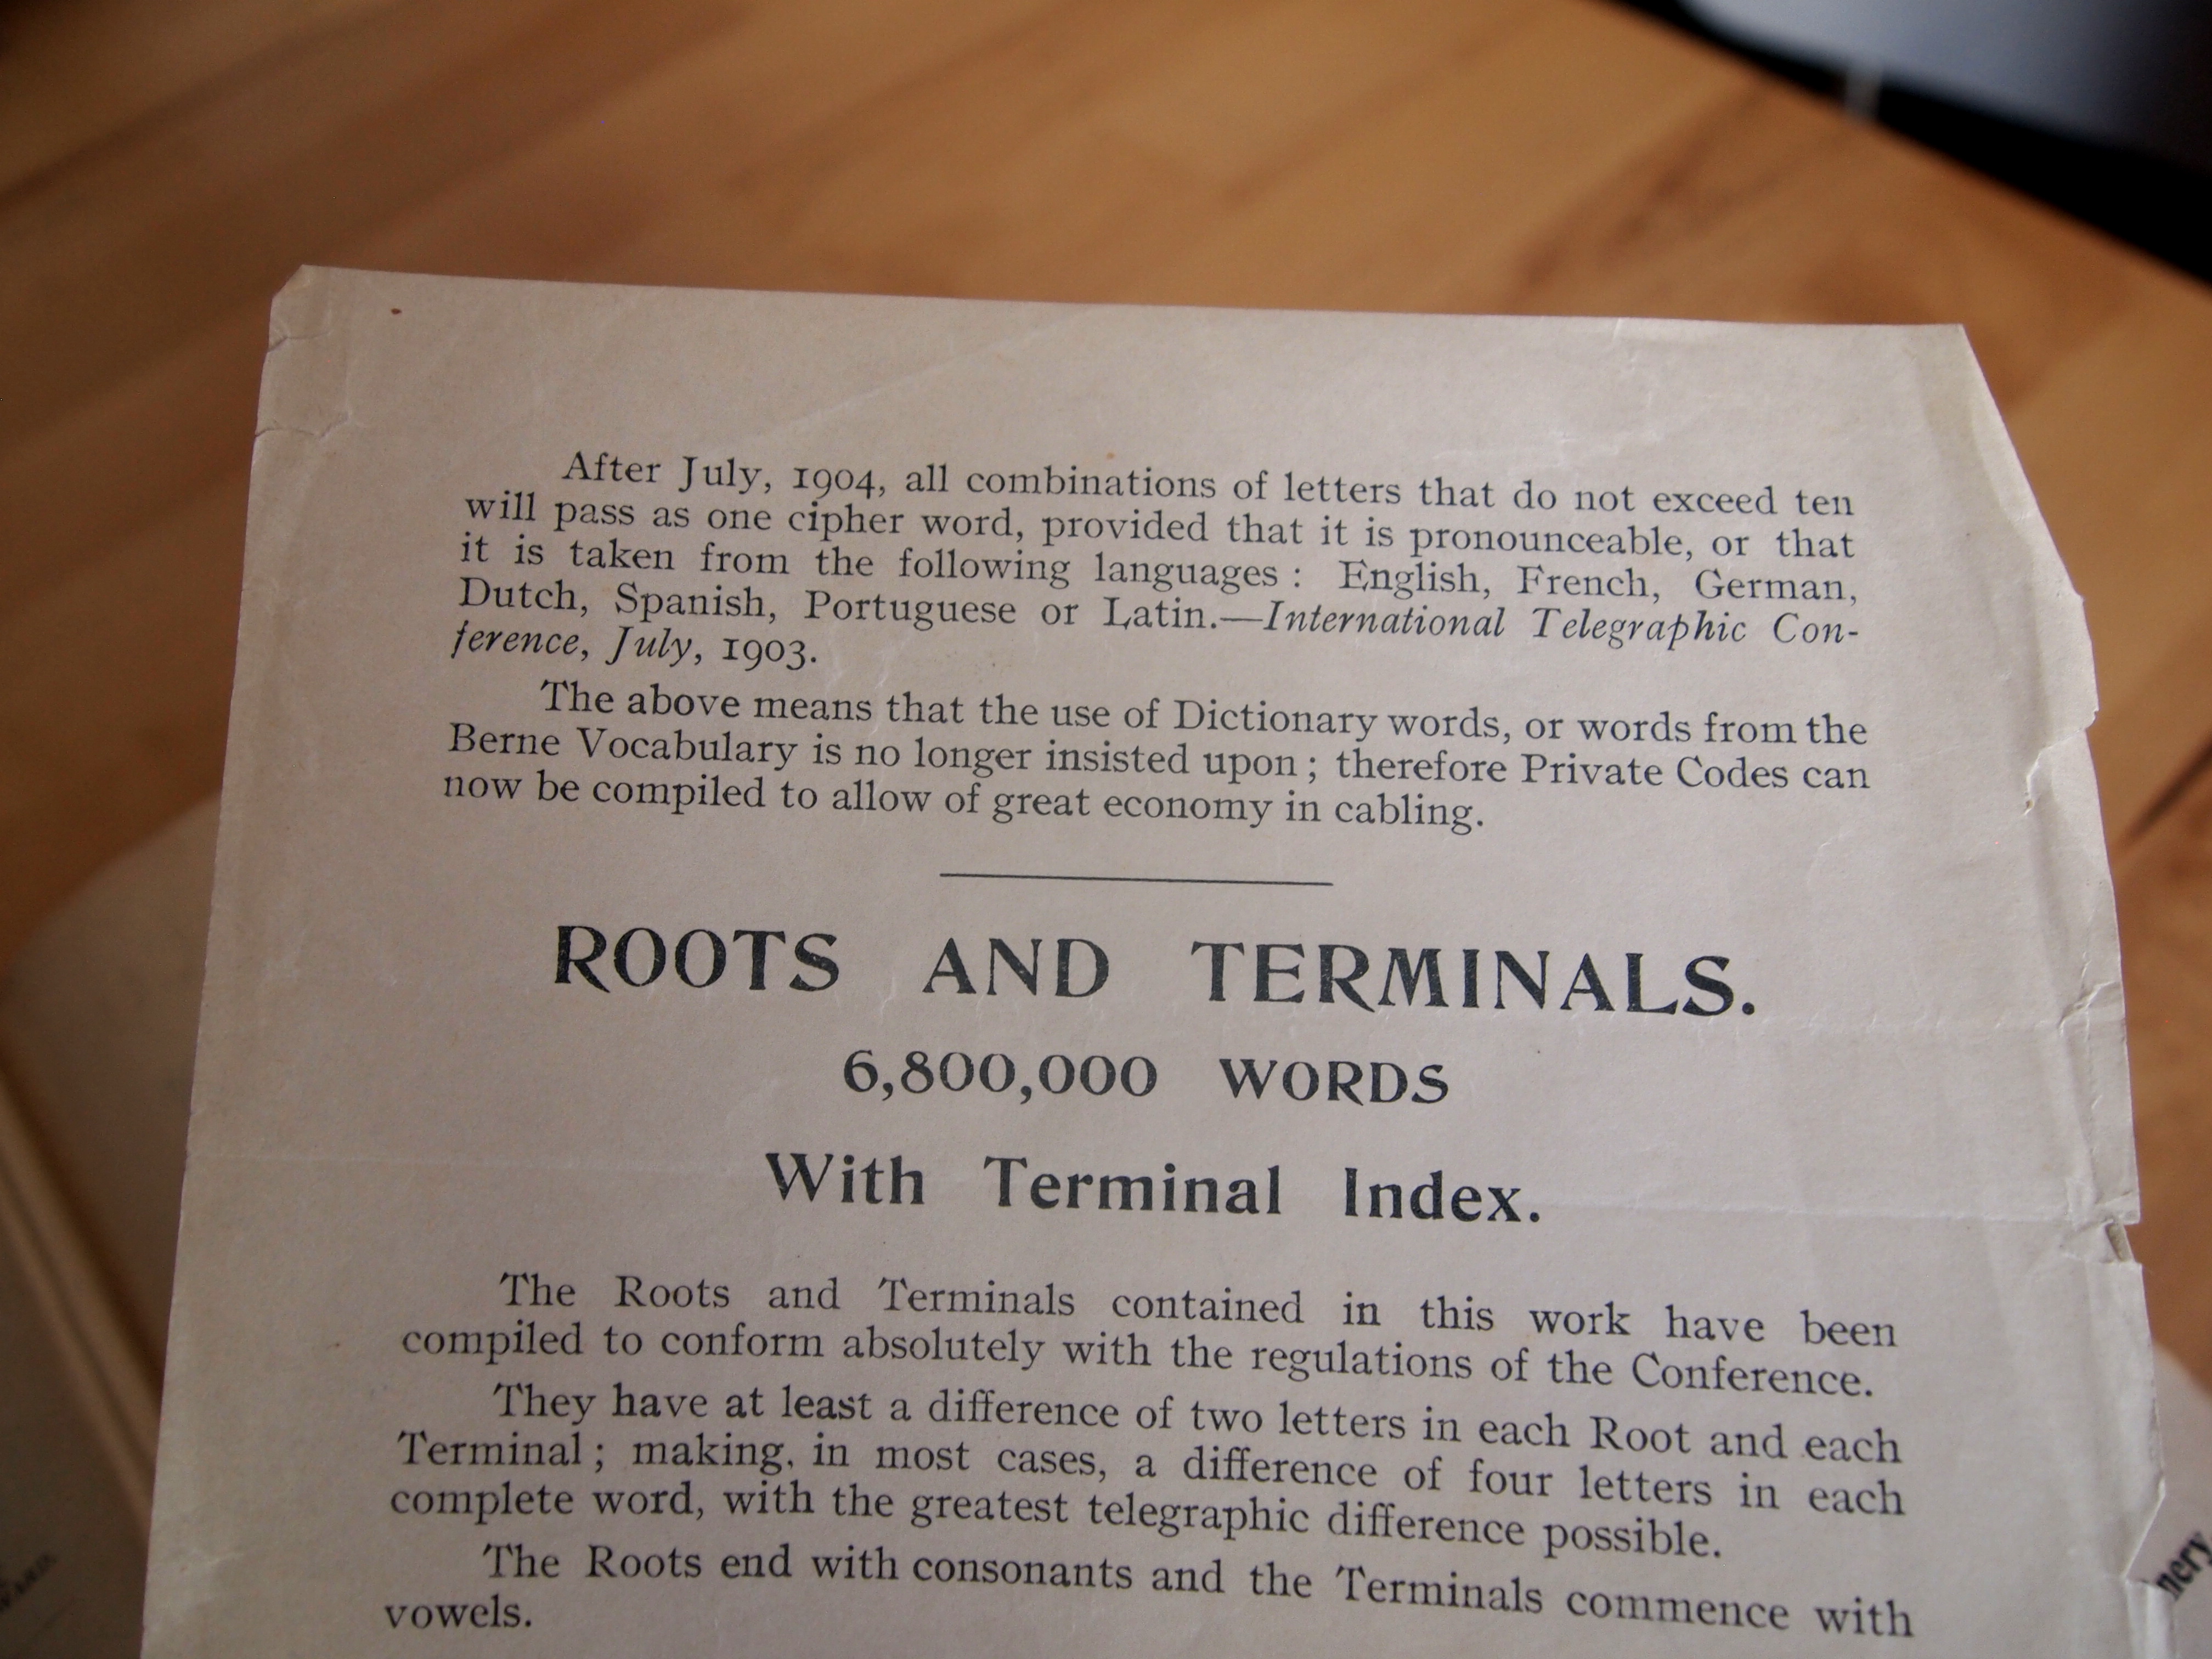 After July, 1904, all combinations of letters that do not exceed ten
will pass as one cipher word, provided that it is pronounceable, or that
it is taken from the following languages : English, French, German,
Dutch, Spanish, Portuguese or Latin.—International Telegraphic Con-
ference, July, 1903.
The above means that the use of Dictionary words, or words from the
Berne Vocabulary is no longer insisted upon ; therefore Private Codes can
now be compiled to allow of great economy in cabling.
ROOTS AND TERMINALS.
6,800,000 WORDS
With Terminal Index.
The Roots and Terminals contained in this work have been
compiled to conform absolutely with the regulations of the Conference.
They have at least a difference of two letters in each Root and each
Terminal ; making, in most cases, a difference of four letters in each
complete word, with the greatest telegraphic difference possible.
The Roots end with consonants and the Terminals commence with
vowels.